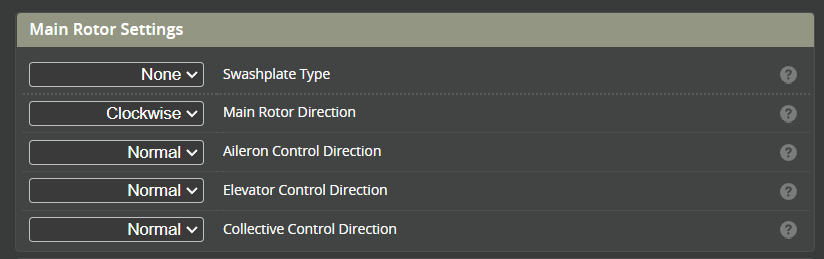 Main Rotor Settings
None Swashplate Type ?
Clockwise Main Rotor Direction ?
Normal Aileron Control Direction ?
Normal Elevator Control Direction ?
Normal Collective Control Direction ?